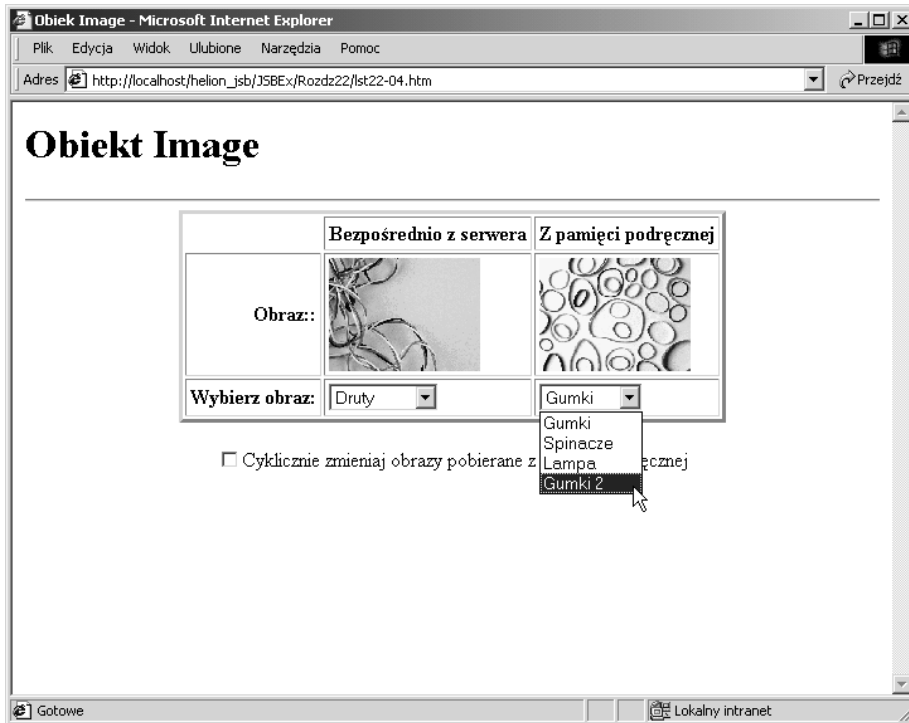 Obiek Image - Microsoft Internet Explorer
Plik Edycja Widok Ulubione Narzędzia Pomoc
Adres http://localhost/helion_jsb/JSBEx/Rozdz22/lst22-04.htm Przejdź
Obiekt Image
Bezpośrednio z serwera Z pamięci podręcznej
Obraz::
Wybierz obraz: Druty Gumki
Gumki
Spinacze
Lampa
Gumki 2
Cyklicznie zmieniaj obrazy pobierane z ęcznej
Gotowe Lokalny intranet